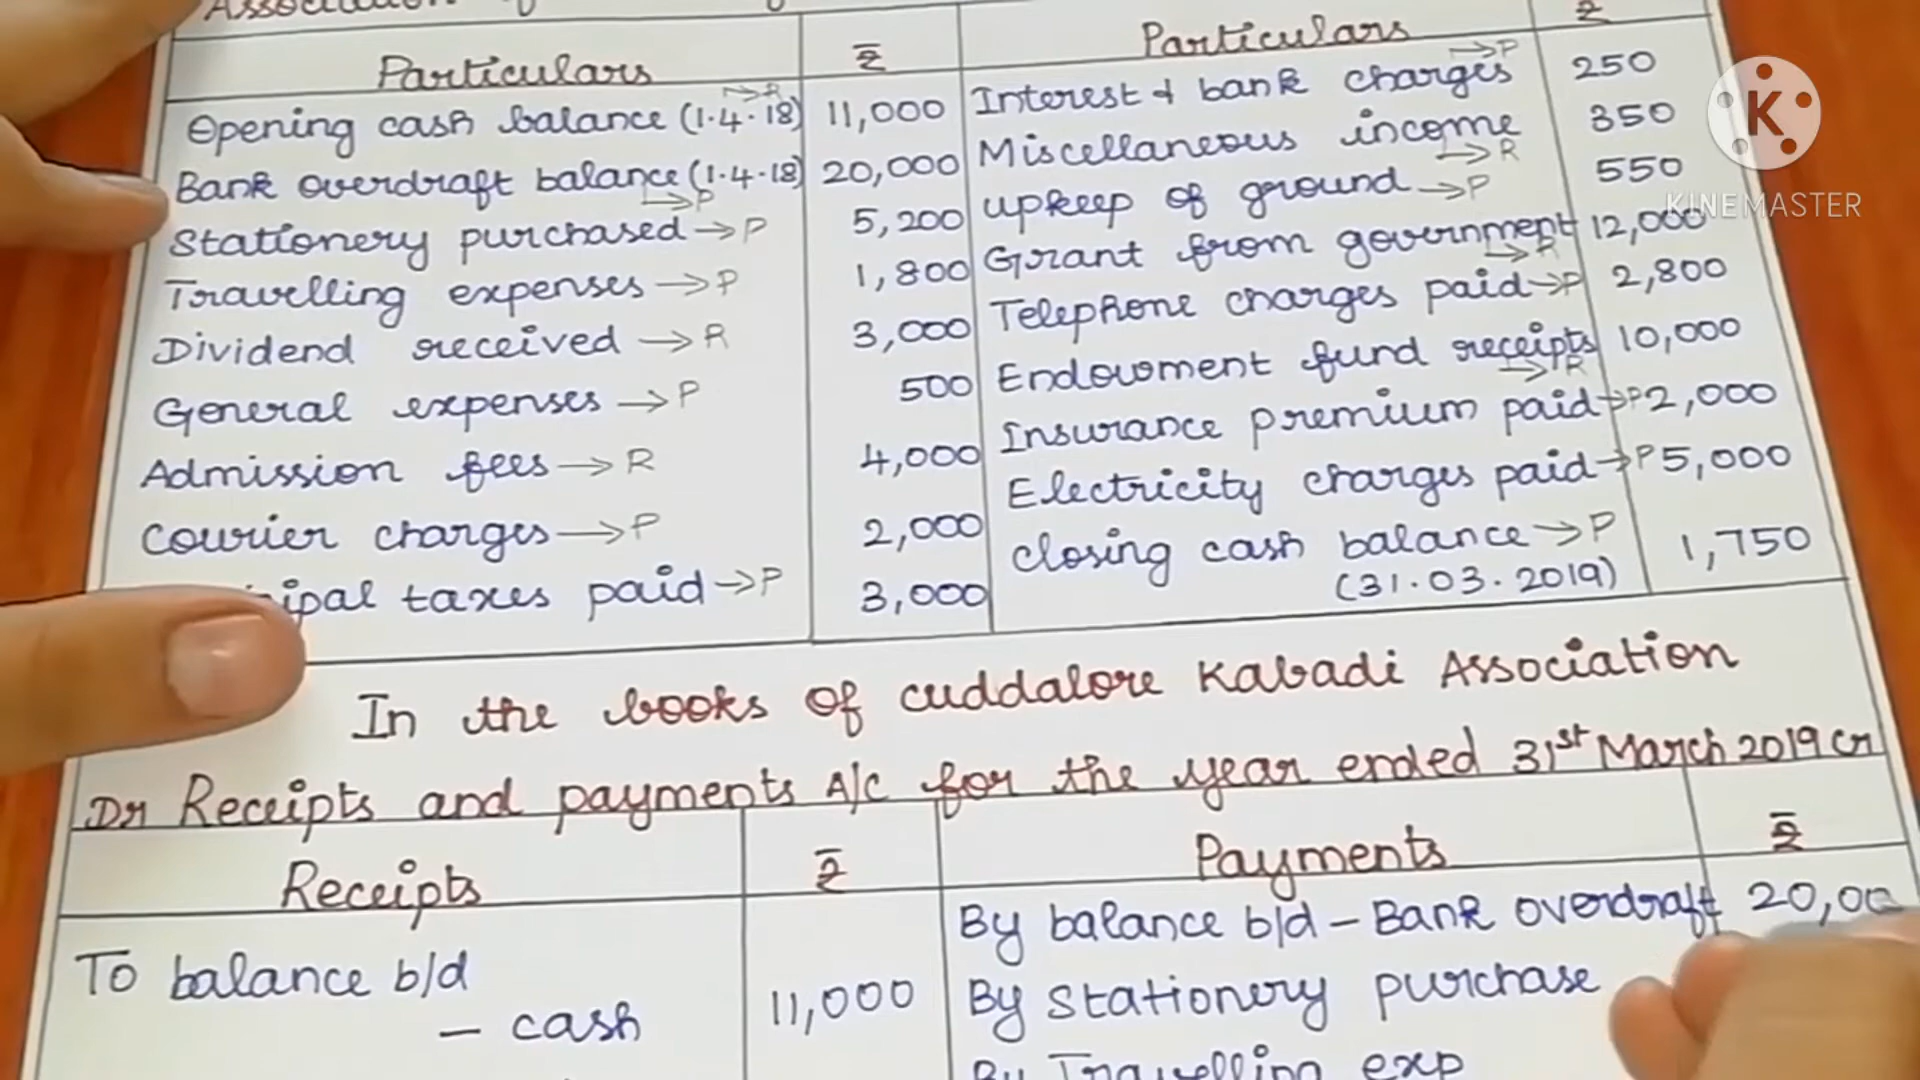 Association of
Particulars ₹ Particulars ₹
Opening cash balance (1.4.18) →R 11,000 Interest & bank charges →P 250
Bank overdraft balance (1.4.18) →P 20,000 Miscellaneous income →R 350
Stationery purchased →P 5,200 upkeep of ground →P 550
Travelling expenses →P 1,800 Grant from government →R 12,000
Dividend received →R 3,000 Telephone charges paid →P 2,800
General expenses →P 500 Endowment fund receipts →R 10,000
Admission fees →R 4,000 Insurance premium paid →P 2,000
Courier charges →P 2,000 Electricity charges paid →P 5,000
taxes paid →P 3,000 Closing cash balance →P 1,750
(31.03.2019)
In the books of cuddalore Kabadi Association
Dr Receipts and payments A/c for the year ended 31st March 2019 Cr
Receipts ₹ Payments ₹
To balance b/d By balance b/d - Bank overdraft
- cash 11,000 By Stationery purchase
By Travelling exp
K
KINEMASTER